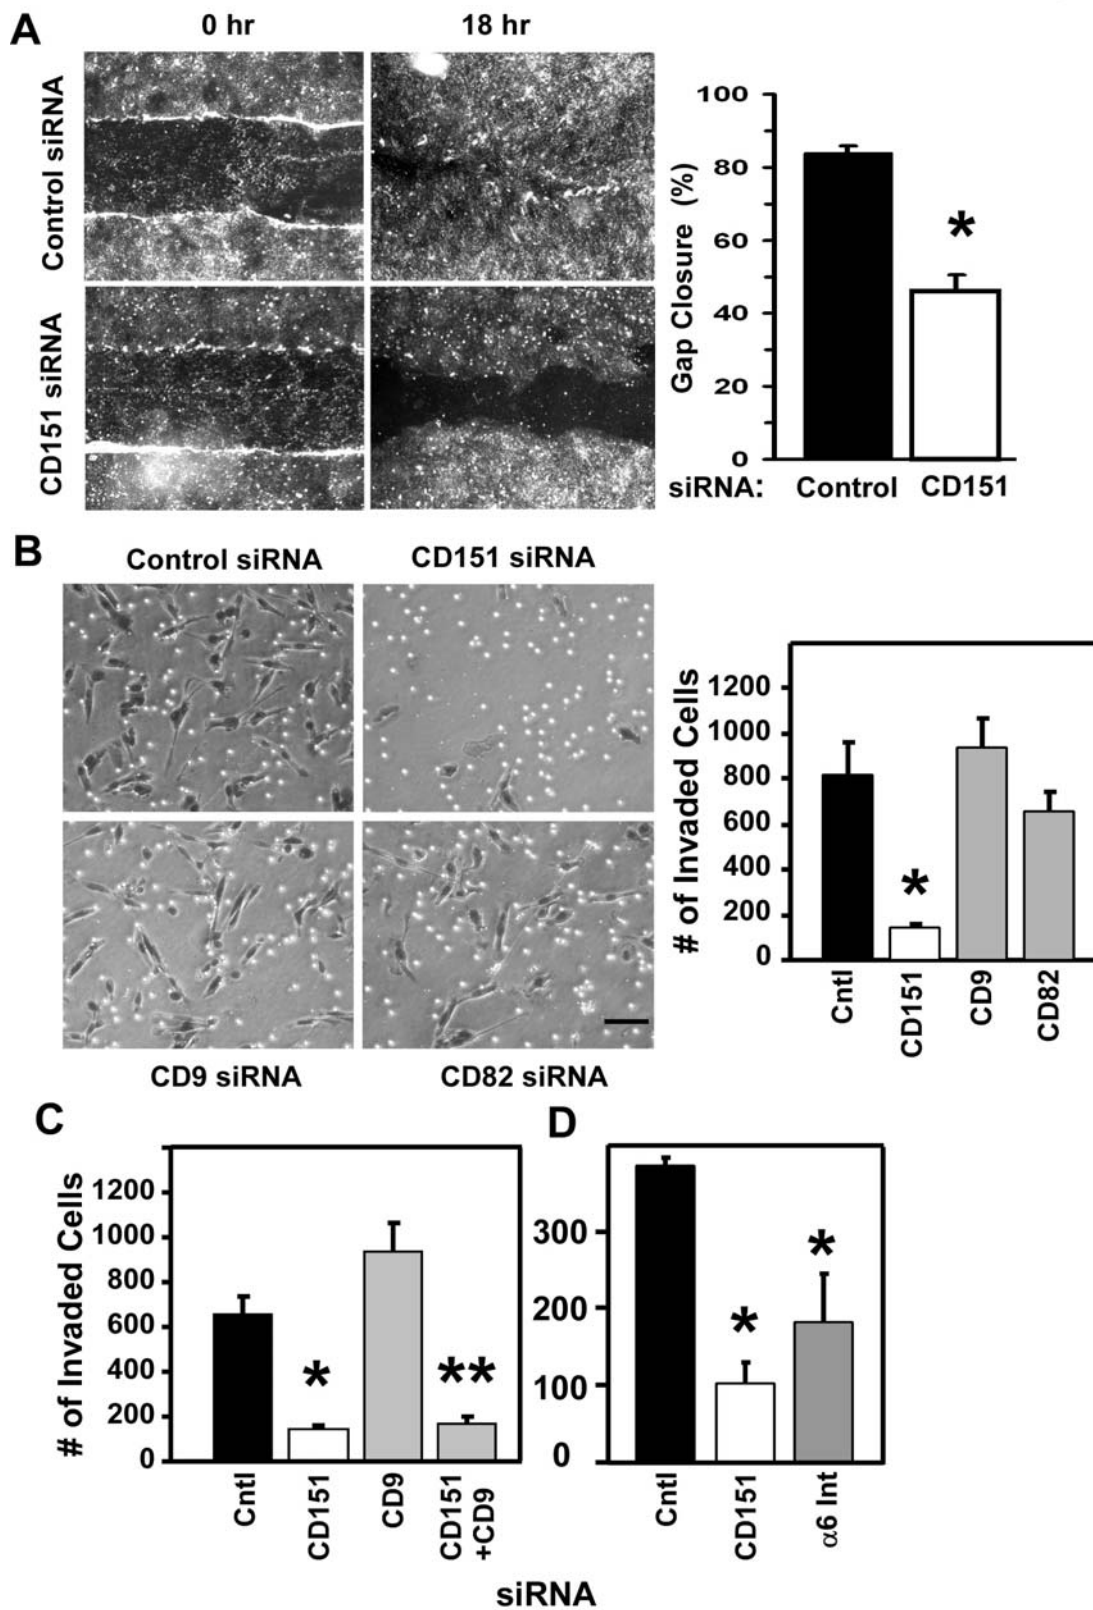 A
0 hr
18 hr
Control siRNA
CD151 siRNA
Gap Closure (%)
100
80
60
40
20
0
siRNA:
Control
CD151
*
B
Control siRNA
CD151 siRNA
CD9 siRNA
CD82 siRNA
# of Invaded Cells
1200
1000
800
600
400
200
0
*
Cntl
CD151
CD9
CD82
C
# of Invaded Cells
1200
1000
800
600
400
200
0
*
**
Cntl
CD151
CD9
CD151
+CD9
D
300
200
100
0
*
*
Cntl
CD151
α6 Int
siRNA